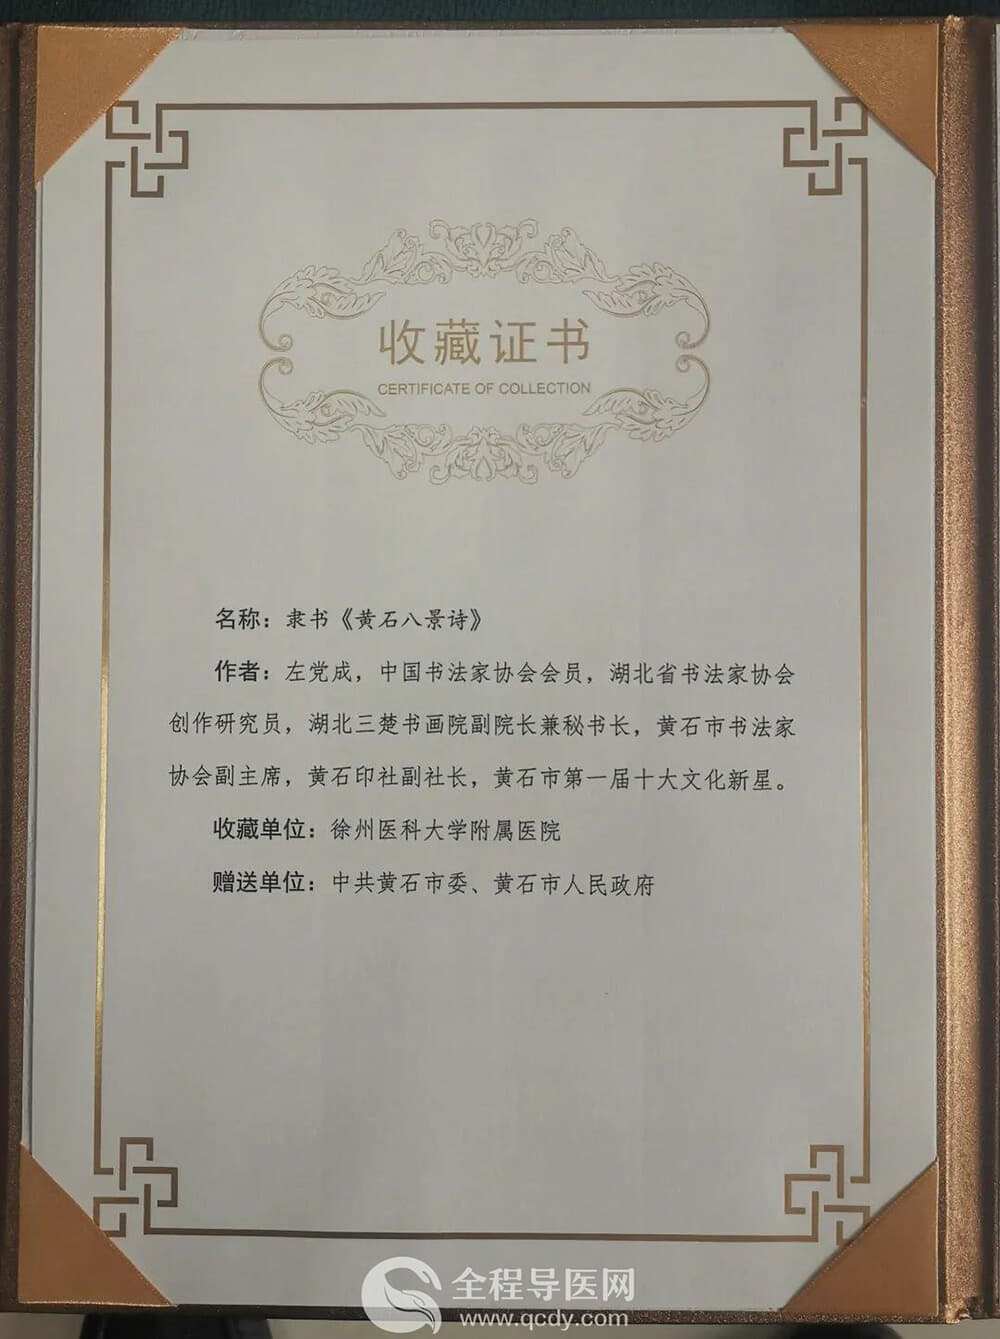 收藏证书
CERTIFICATE OF COLLECTION
名称：隶书《黄石八景诗》
作者：左党成，中国书法家协会会员，湖北省书法家协会
创作研究员，湖北三楚书画院副院长兼秘书长，黄石市书法家
协会副主席，黄石印社副社长，黄石市第一届十大文化新星。
收藏单位：徐州医科大学附属医院
赠送单位：中共黄石市委、黄石市人民政府
全程导医网
www.qcdy.com